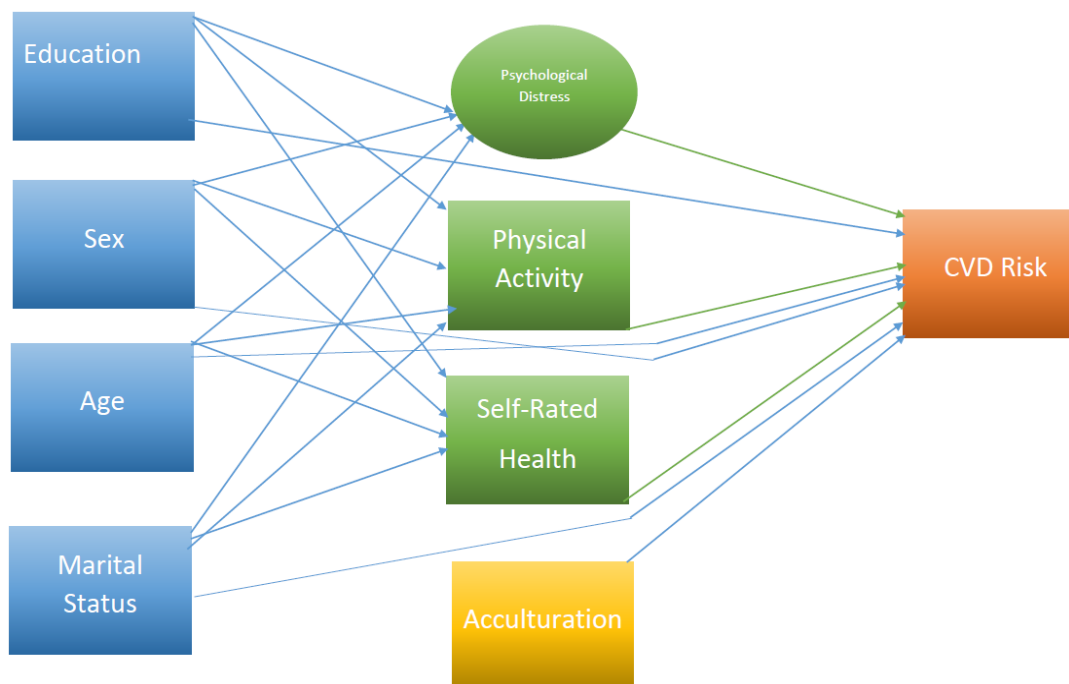 Education
Sex
Age
Marital
Status
Psychological
Distress
Physical
Activity
Self-Rated
Health
Acculturation
CVD Risk